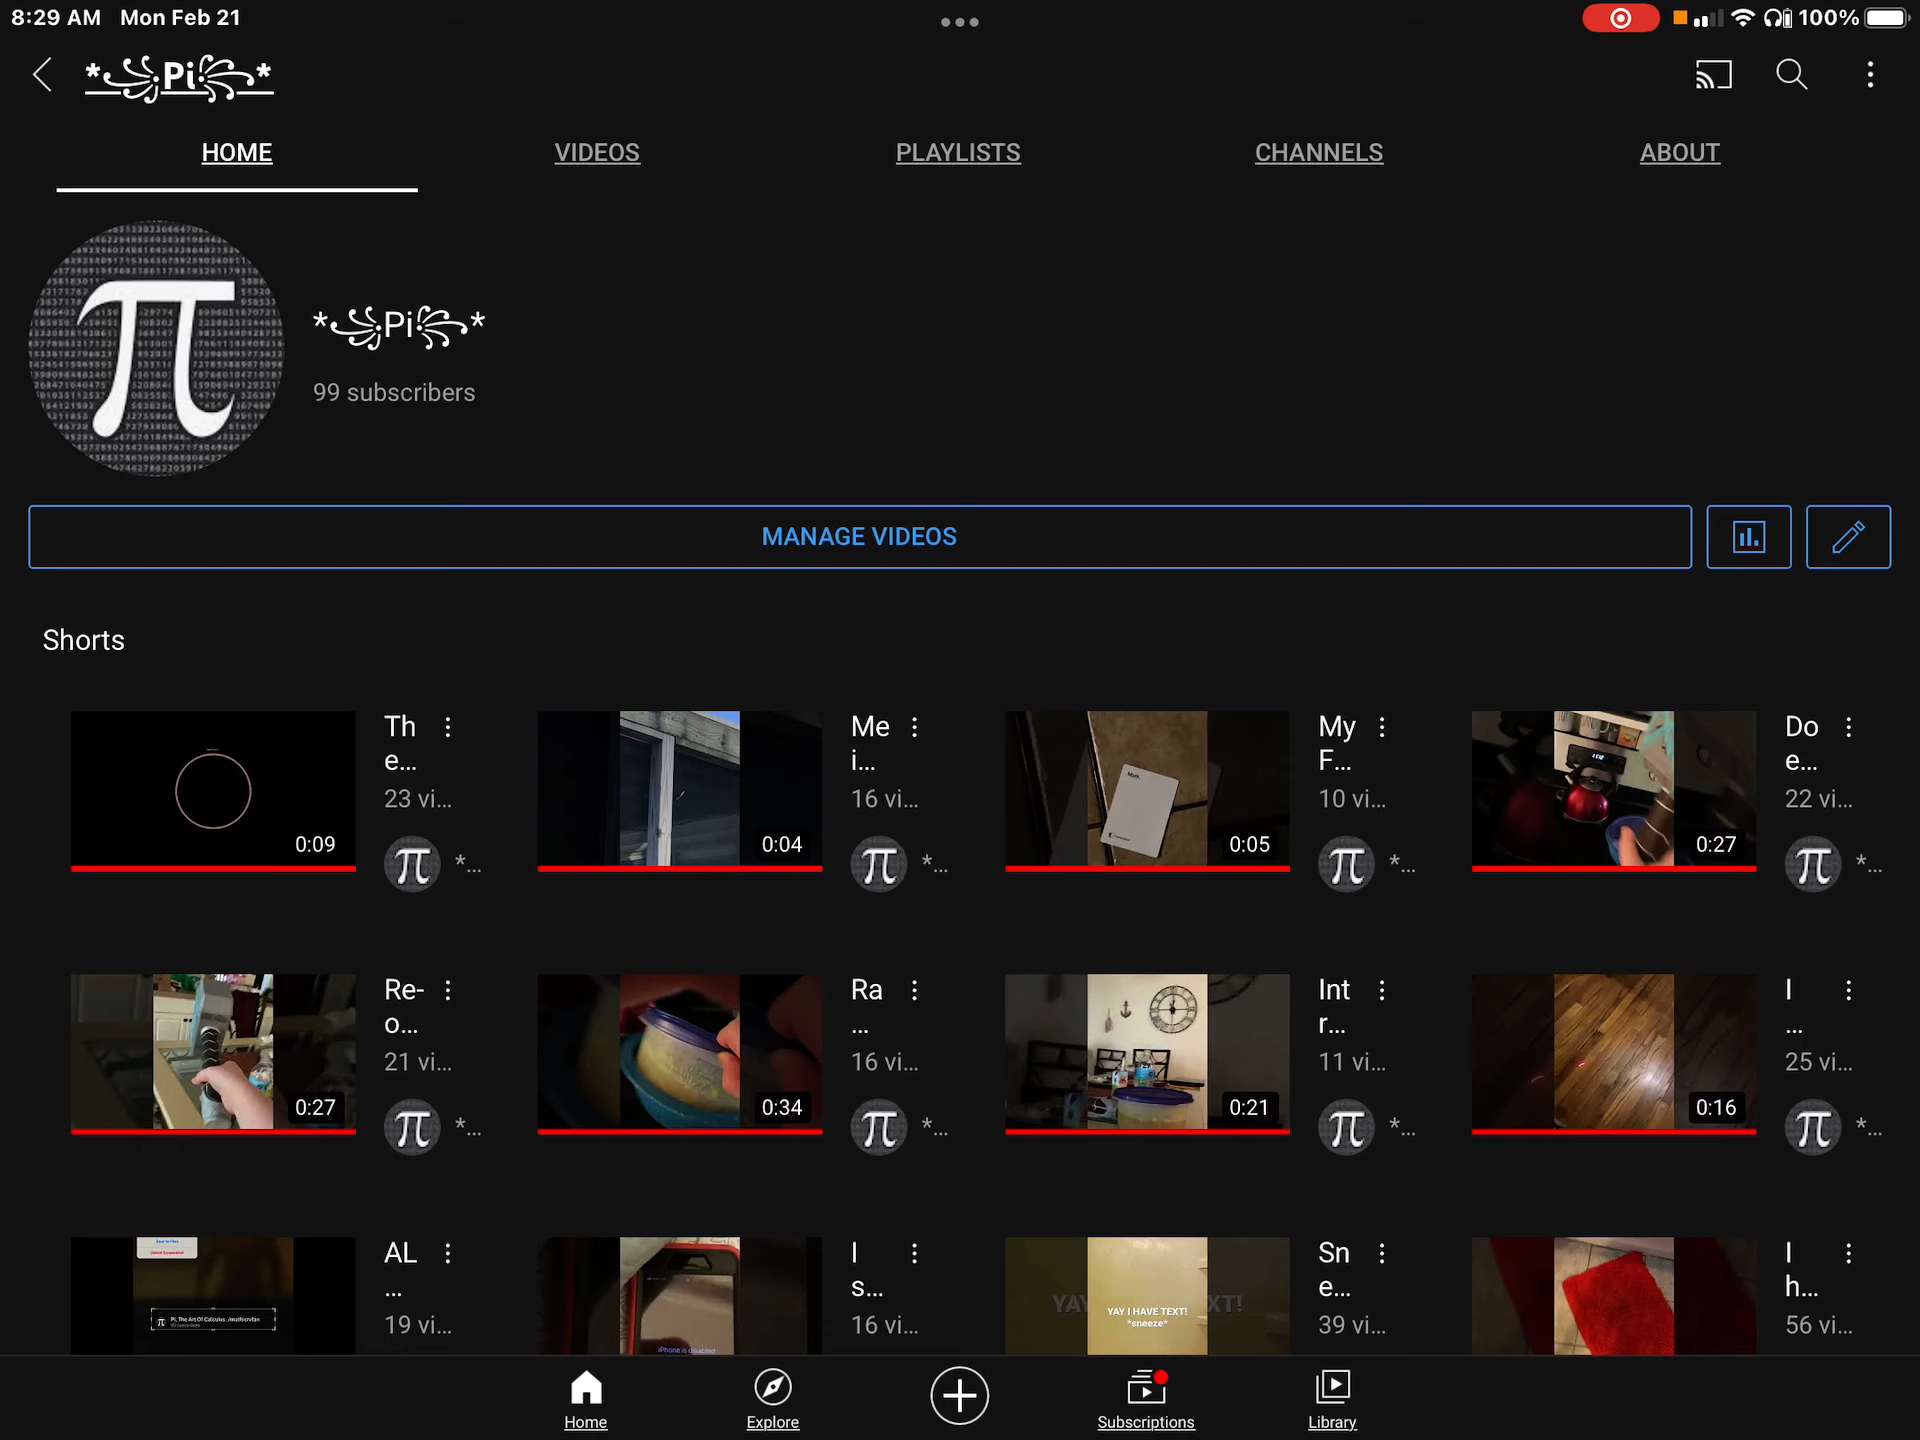 8:29 AM Mon Feb 21
100%
*꧁Pi꧂*
HOME VIDEOS PLAYLISTS CHANNELS ABOUT
*꧁Pi꧂*
99 subscribers
MANAGE VIDEOS
Shorts
Th
e...
23 vi...
0:09
*...
Me
i...
16 vi...
0:04
*...
My
F...
10 vi...
0:05
*...
Do
e...
22 vi...
0:27
*...
Re-
o...
21 vi...
0:27
*...
Ra
...
16 vi...
0:34
*...
Int
r...
11 vi...
0:21
*...
I
...
25 vi...
0:16
*...
AL
...
19 vi...
I
s...
16 vi...
iPhone is disabled
Sn
e...
39 vi...
YAY I HAVE TEXT!
*sneeze*
I
h...
56 vi...
Home Explore Subscriptions Library